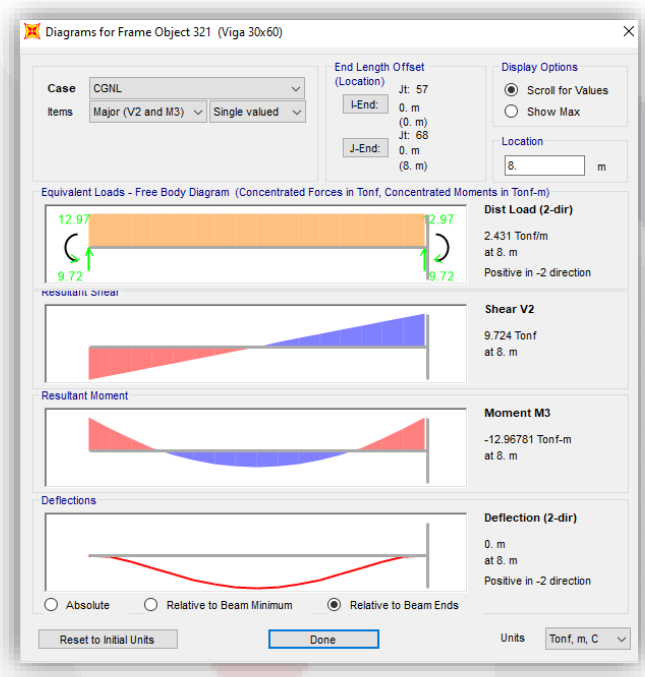 Diagrams for Frame Object 321 (Viga 30x60)
Case CGNL
Items Major (V2 and M3) Single valued
End Length Offset
(Location)
I-End: Jt: 57
0. m
(0. m)
J-End: Jt: 68
0. m
(8. m)
Display Options
Scroll for Values
Show Max
Location
8. m
Equivalent Loads - Free Body Diagram (Concentrated Forces in Tonf, Concentrated Moments in Tonf-m)
12.97 12.97
9.72 9.72
Dist Load (2-dir)
2.431 Tonf/m
at 8. m
Positive in -2 direction
Resultant Shear
Shear V2
9.724 Tonf
at 8. m
Resultant Moment
Moment M3
-12.96781 Tonf-m
at 8. m
Deflections
Deflection (2-dir)
0. m
at 8. m
Positive in -2 direction
Absolute Relative to Beam Minimum Relative to Beam Ends
Reset to Initial Units Done Units Tonf, m, C